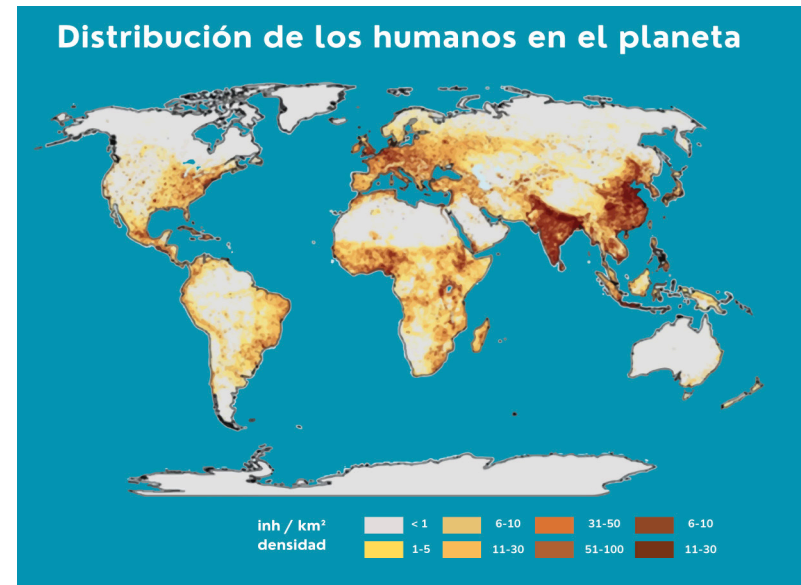 Distribución de los humanos en el planeta
inh / km²
densidad
< 1
6-10
31-50
6-10
1-5
11-30
51-100
11-30